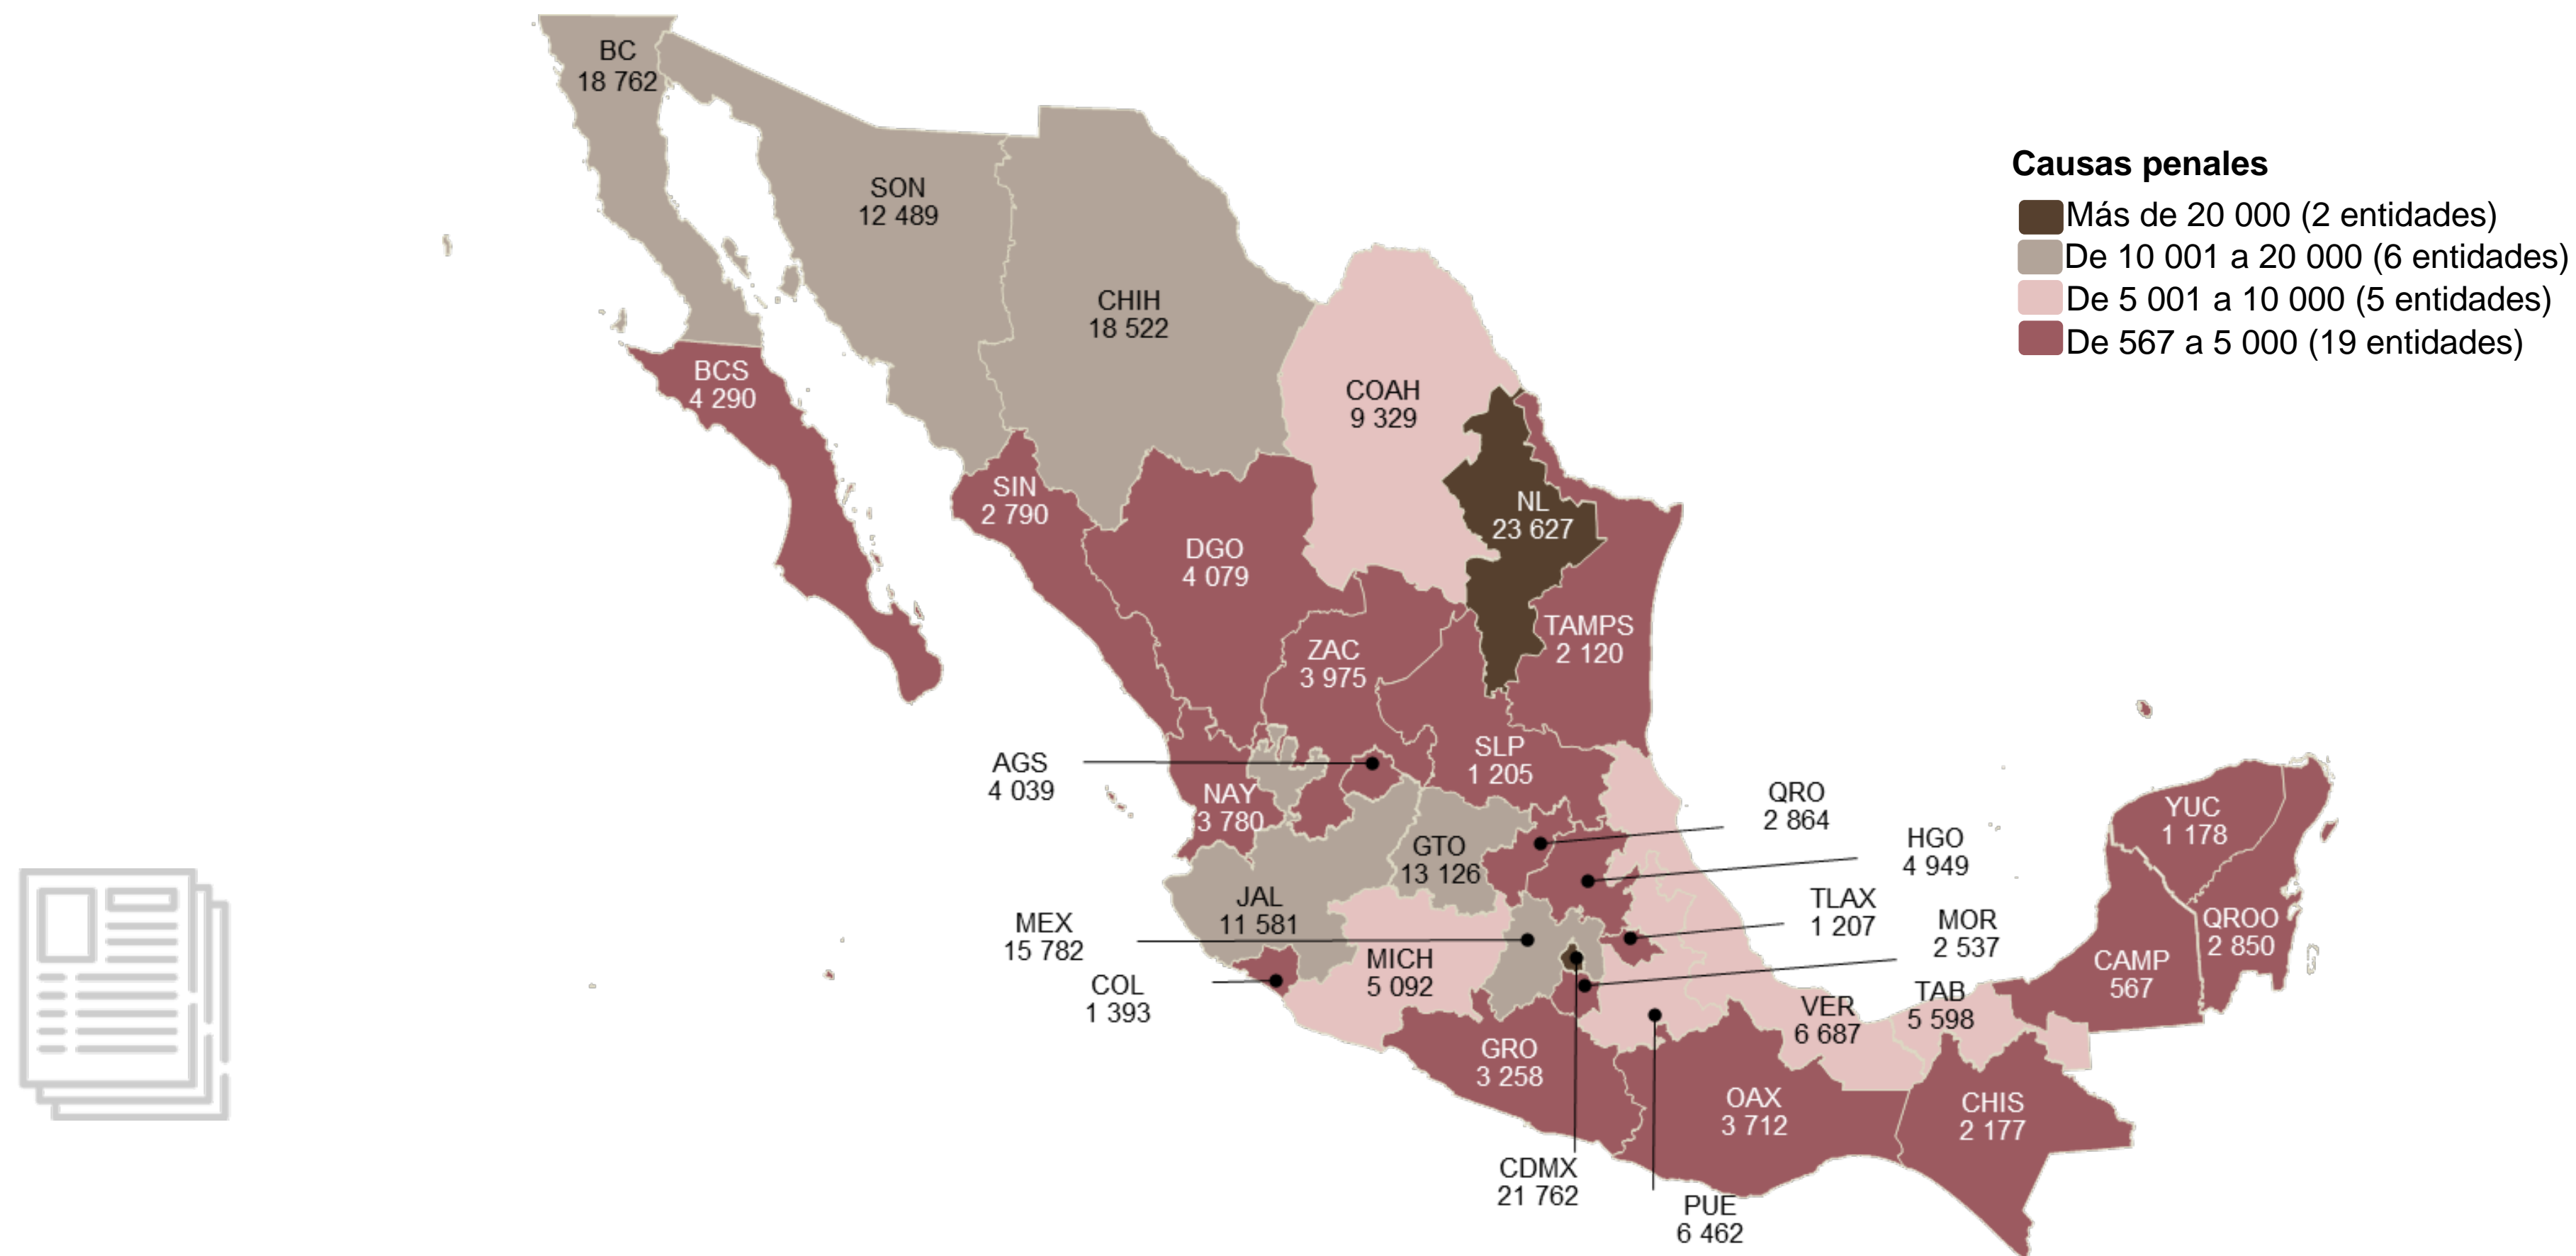 BC
18 762
SON
12 489
CHIH
18 522
COAH
9 329
BCS
4 290
SIN
2 790
DGO
4 079
NL
23 627
ZAC
3 975
TAMPS
2 120
AGS
4 039
NAY
3 780
SLP
1 205
GTO
13 126
QRO
2 864
HGO
4 949
JAL
11 581
MEX
15 782
COL
1 393
MICH
5 092
TLAX
1 207
MOR
2 537
GRO
3 258
CDMX
21 762
PUE
6 462
VER
6 687
TAB
5 598
OAX
3 712
CHIS
2 177
CAMP
567
YUC
1 178
QROO
2 850
Causas penales
Más de 20 000 (2 entidades)
De 10 001 a 20 000 (6 entidades)
De 5 001 a 10 000 (5 entidades)
De 567 a 5 000 (19 entidades)